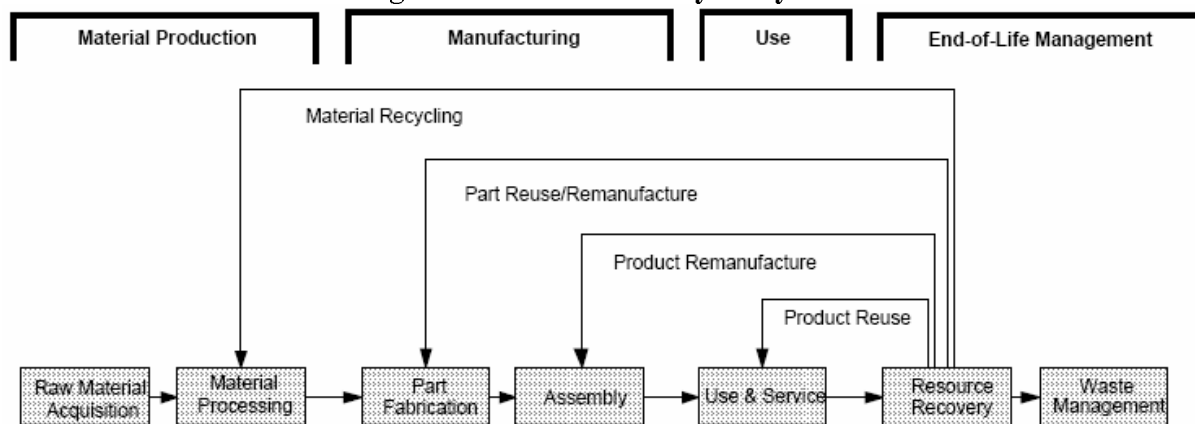 Material Production
Manufacturing
Use
End-of-Life Management
Material Recycling
Part Reuse/Remanufacture
Product Remanufacture
Product Reuse
Raw Material
Acquisition
Material
Processing
Part
Fabrication
Assembly
Use & Service
Resource
Recovery
Waste
Management